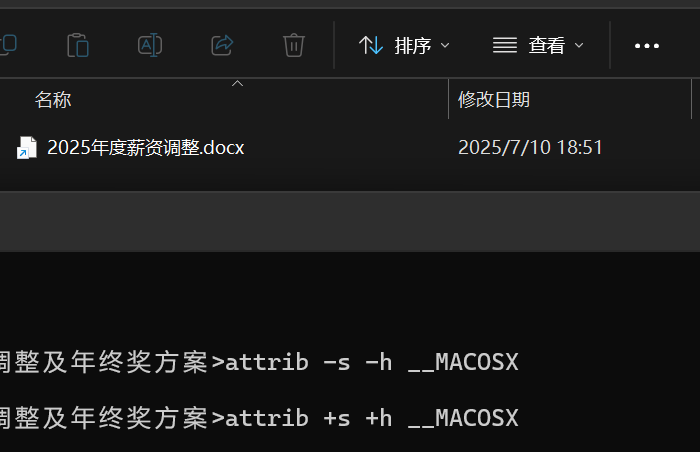 排序
查看
名称
修改日期
2025年度薪资调整.docx
2025/7/10 18:51
调整及年终奖方案>attrib -s -h __MACOSX
调整及年终奖方案>attrib +s +h __MACOSX